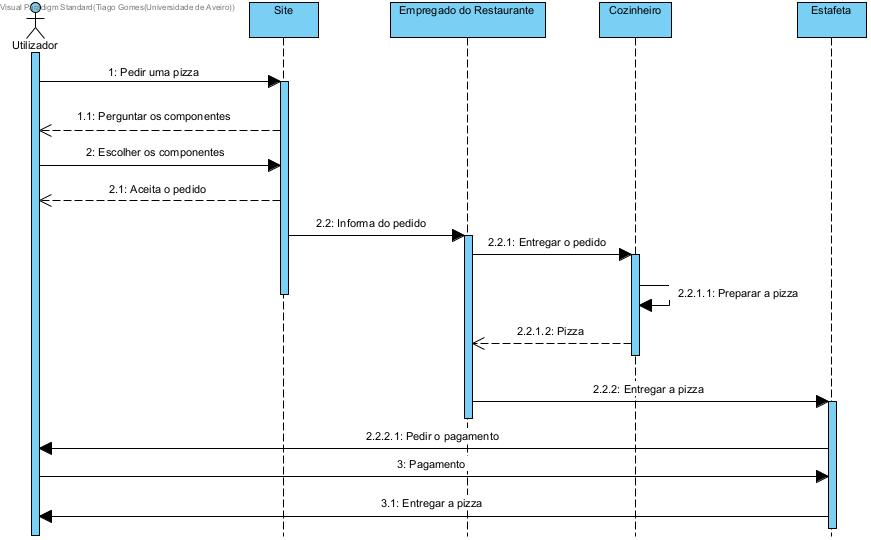 Visual Paradigm Standard(Tiago Gomes(Universidade de Aveiro))
Utilizador
Site
Empregado do Restaurante
Cozinheiro
Estafeta
1: Pedir uma pizza
1.1: Perguntar os componentes
2: Escolher os componentes
2.1: Aceita o pedido
2.2: Informa do pedido
2.2.1: Entregar o pedido
2.2.1.1: Preparar a pizza
2.2.1.2: Pizza
2.2.2: Entregar a pizza
2.2.2.1: Pedir o pagamento
3: Pagamento
3.1: Entregar a pizza